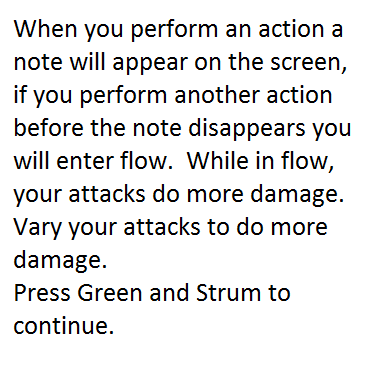 When you perform an action a
note will appear on the screen,
if you perform another action
before the note disappears you
will enter flow.  While in flow,
your attacks do more damage.
Vary your attacks to do more
damage.
Press Green and Strum to
continue.